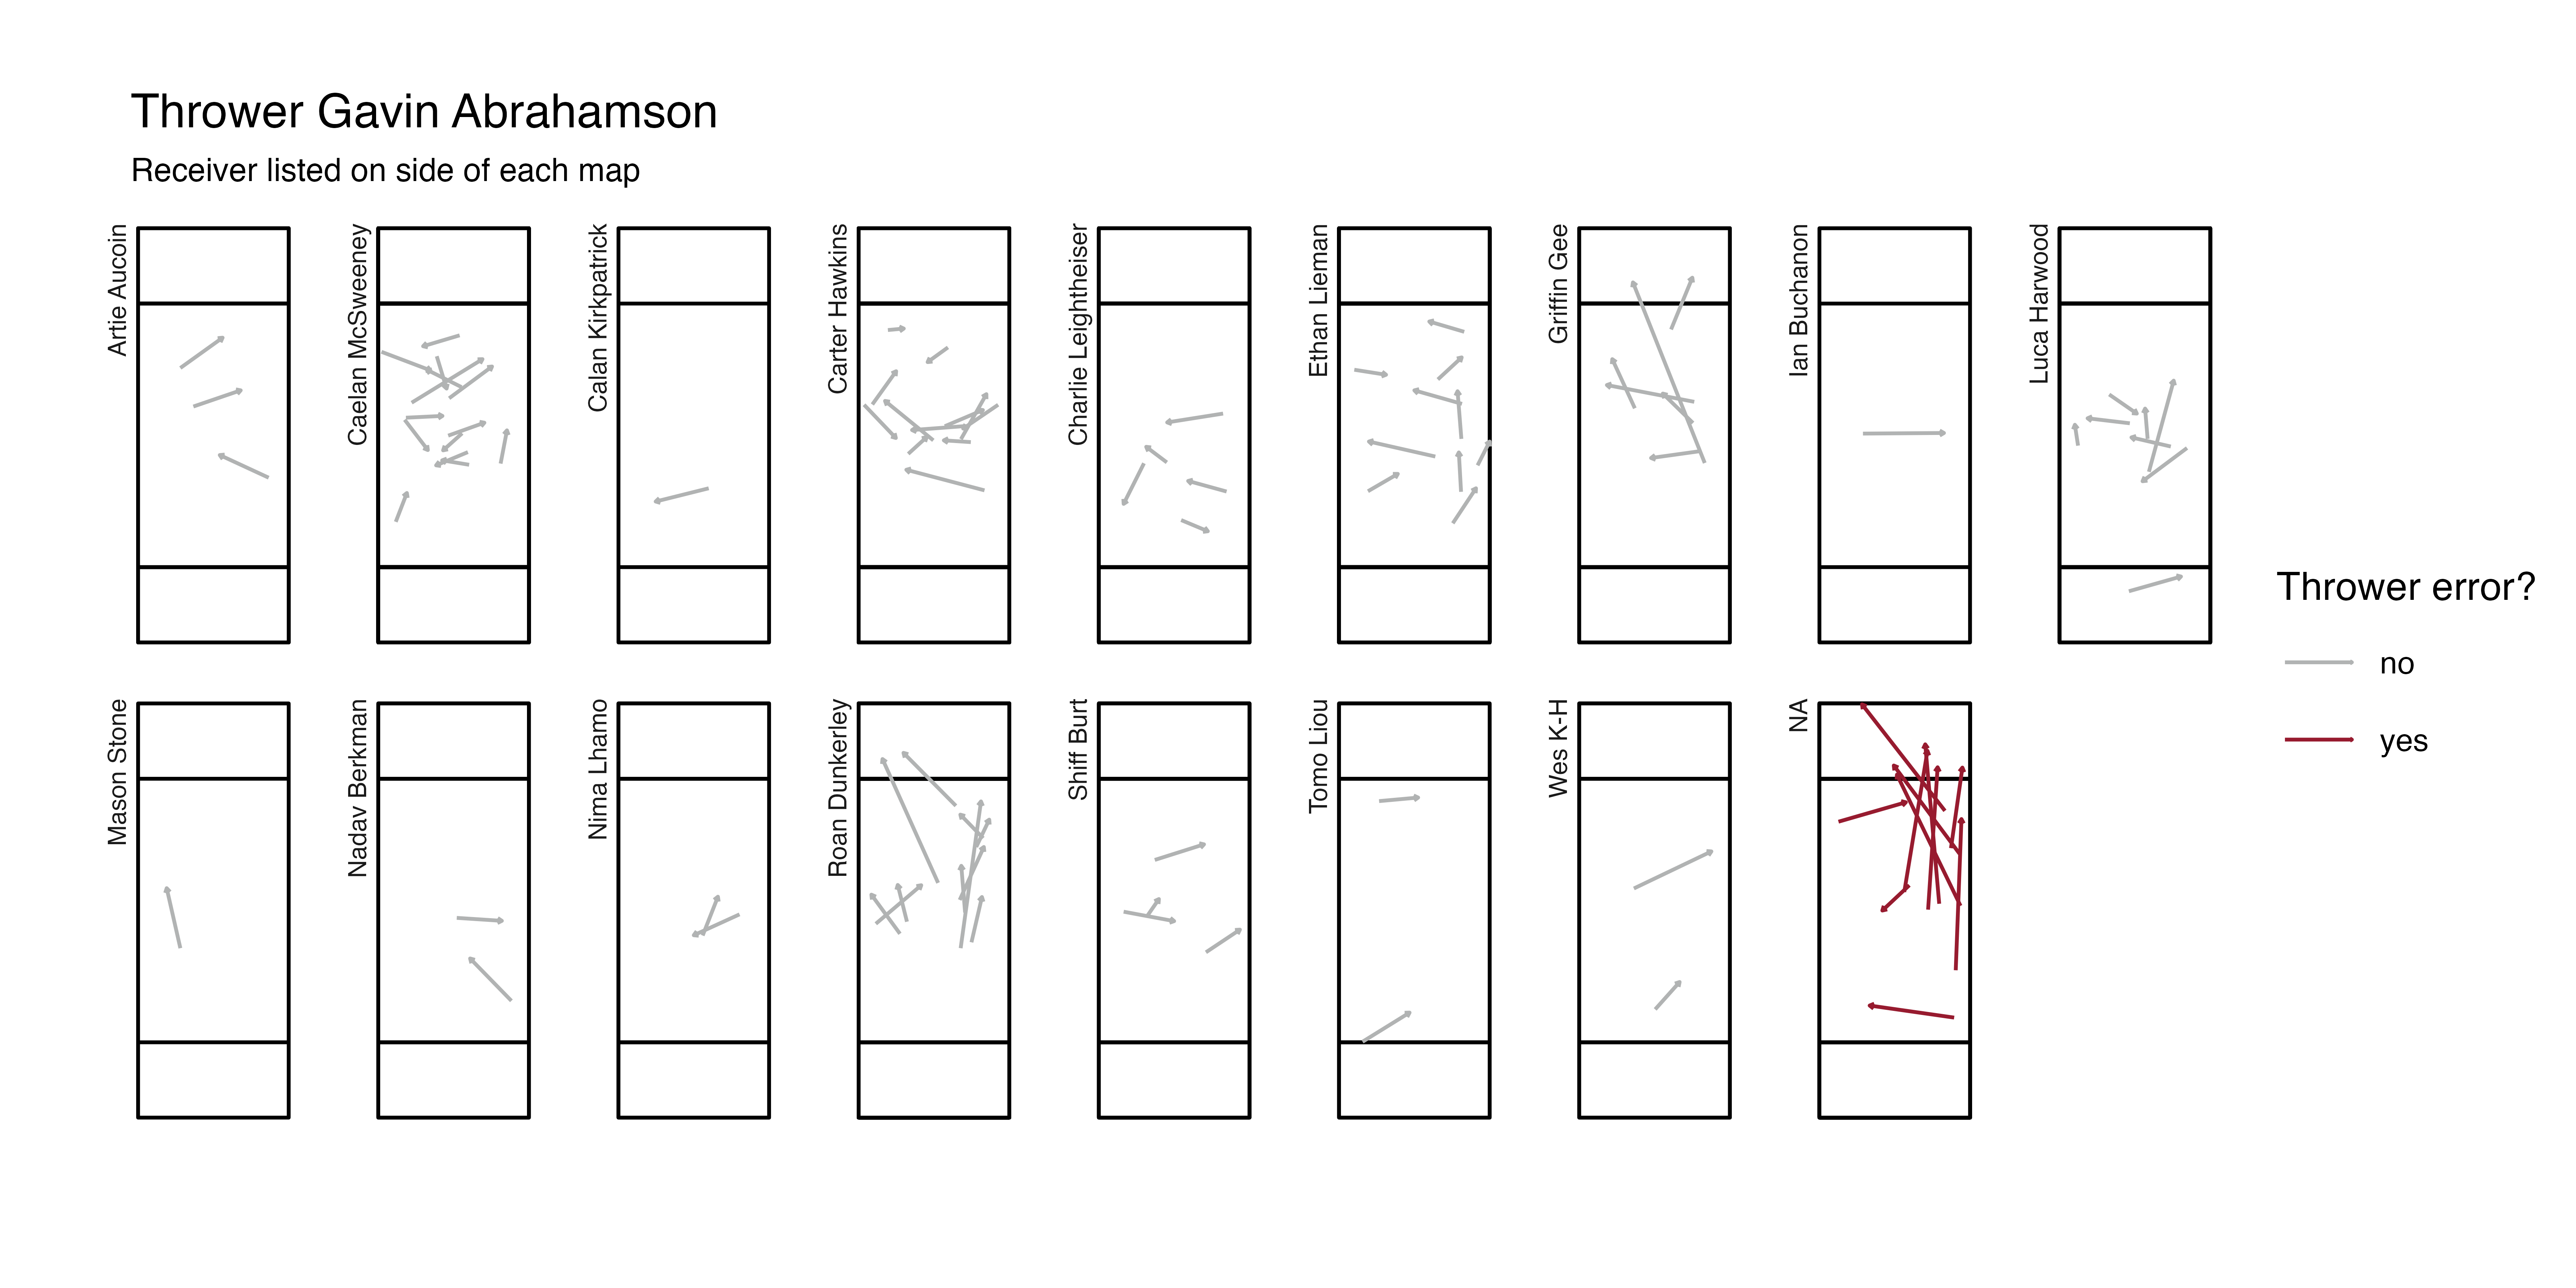 Thrower Gavin Abrahamson
Receiver listed on side of each map
Artie Aucoin
Caelan McSweeney
Calan Kirkpatrick
Carter Hawkins
Charlie Leightheiser
Ethan Lieman
Griffin Gee
Ian Buchanon
Luca Harwood
Mason Stone
Nadav Berkman
Nima Lhamo
Roan Dunkerley
Shiff Burt
Tomo Liou
Wes K-H
NA
Thrower error?
no
yes